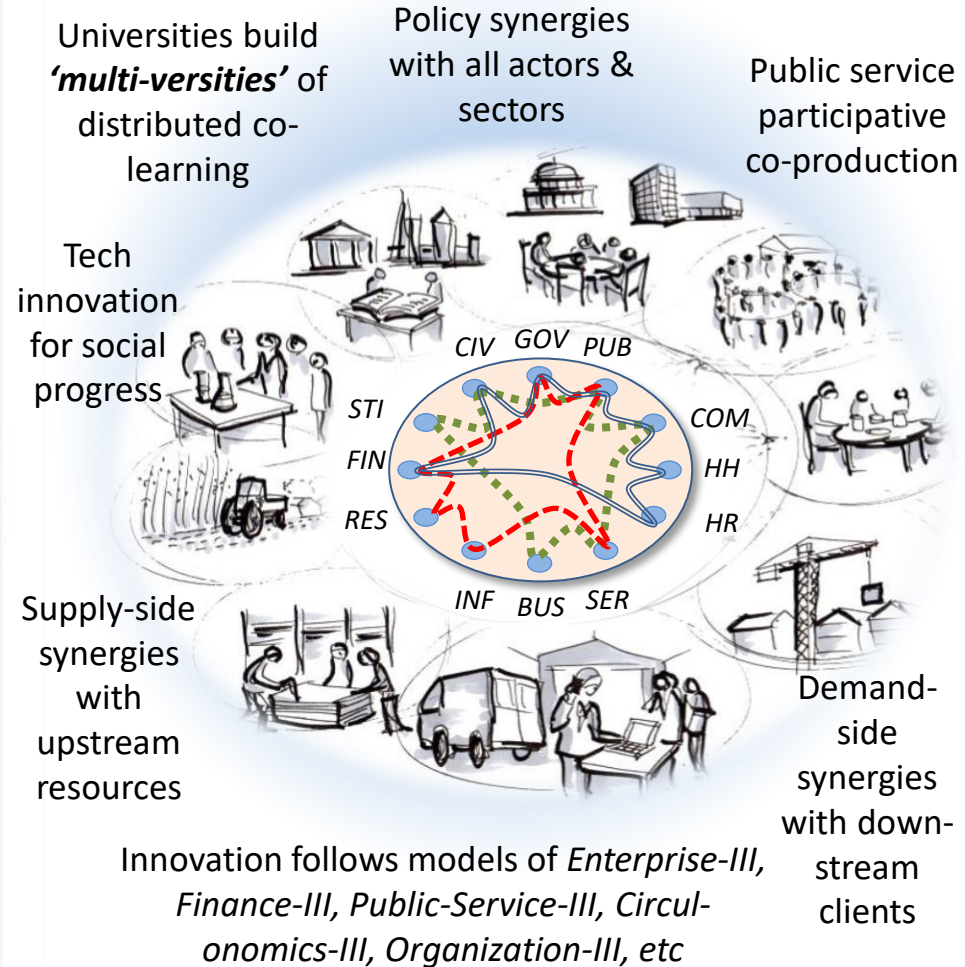 Universities build
‘multi-versities’ of
distributed co-
learning
Policy synergies
with all actors &
sectors
Public service
participative
co-production
Tech
innovation
for social
progress
CIV
GOV
PUB
STI
COM
FIN
HH
RES
HR
INF
BUS
SER
Supply-side
synergies
with
upstream
resources
Demand-
side
synergies
with down-
stream
clients
Innovation follows models of Enterprise-III,
Finance-III, Public-Service-III, Circul-
onomics-III, Organization-III, etc